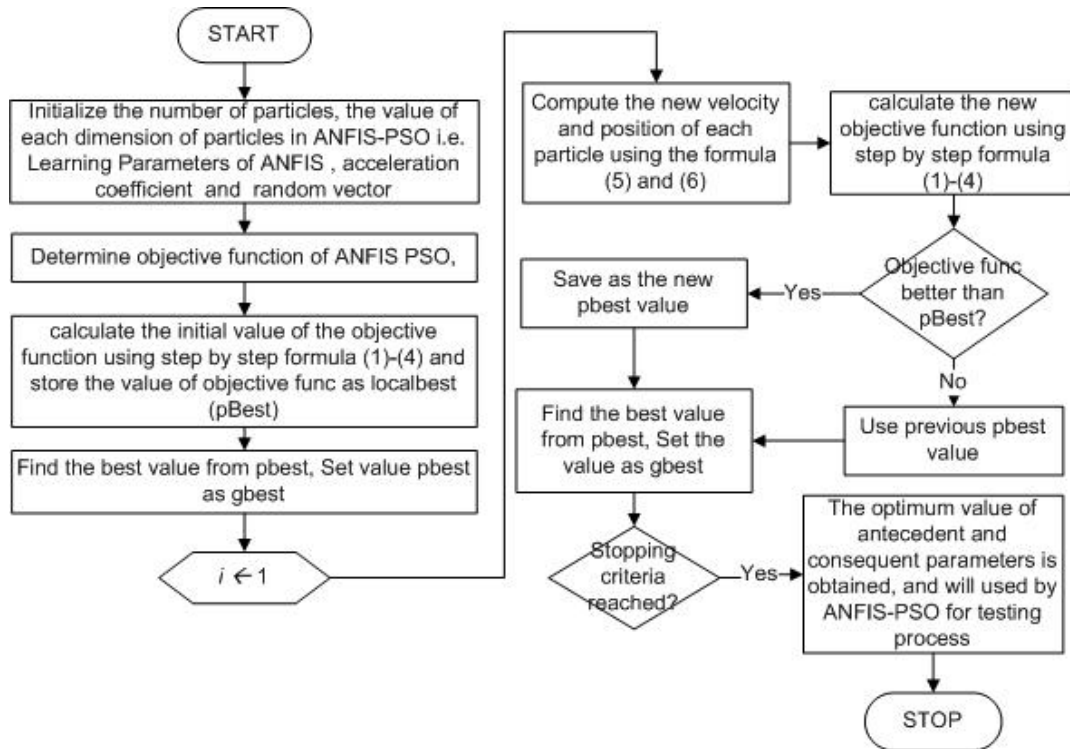 START
Initialize the number of particles, the value of
each dimension of particles in ANFIS-PSO i.e.
Learning Parameters of ANFIS , acceleration
coefficient and random vector
Determine objective function of ANFIS PSO,
calculate the initial value of the objective
function using step by step formula (1)-(4) and
store the value of objective func as localbest
(pBest)
Find the best value from pbest, Set value pbest
as gbest
i ← 1
Compute the new velocity
and position of each
particle using the formula
(5) and (6)
calculate the new
objective function using
step by step formula
(1)-(4)
Objective func
better than
pBest?
Yes
Save as the new
pbest value
No
Use previous pbest
value
Find the best value
from pbest, Set the
value as gbest
Stopping
criteria
reached?
Yes
The optimum value of
antecedent and
consequent parameters is
obtained, and will used by
ANFIS-PSO for testing
process
STOP